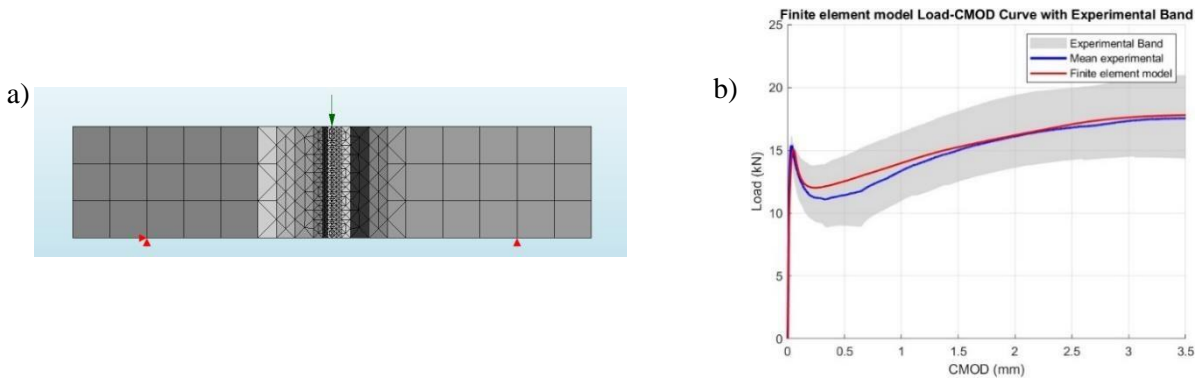 a)
b)
Finite element model Load-CMOD Curve with Experimental Band
Experimental Band
Mean experimental
Finite element model
25
20
15
10
5
0
Load (kN)
0 0.5 1 1.5 2 2.5 3 3.5
CMOD (mm)